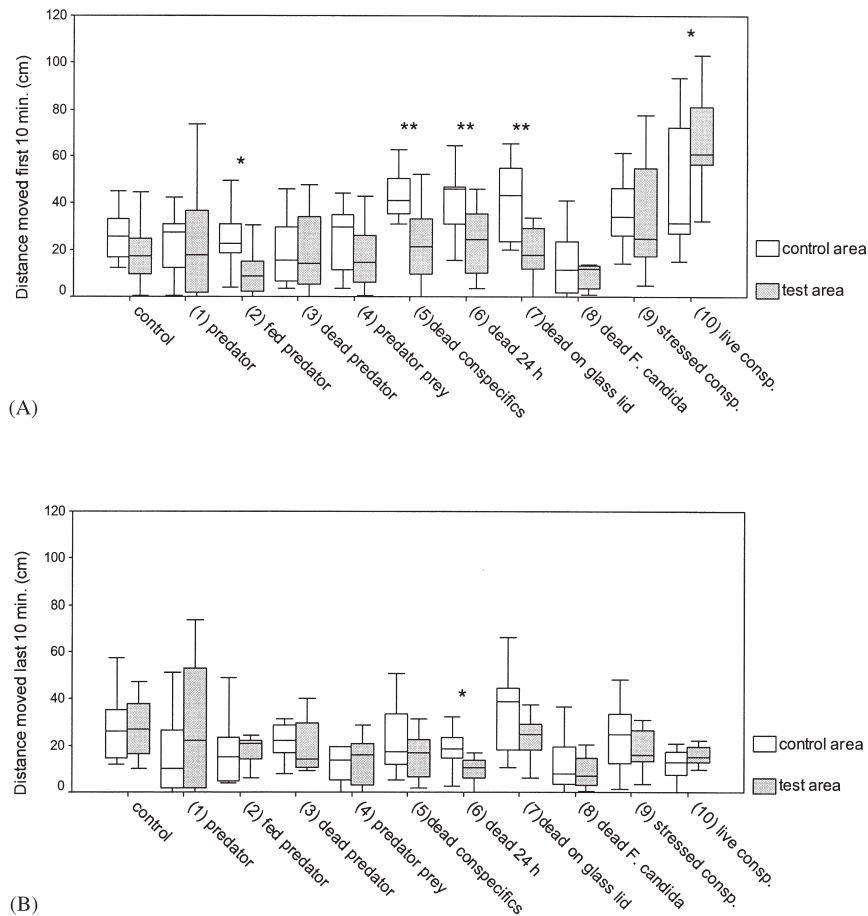 120
100
80
60
40
20
0
Distance moved first 10 min. (cm)
*
**
**
**
*
control area
test area
control
(1) predator
(2) fed predator
(3) dead predator
(4) predator prey
(5)dead conspecifics
(6) dead 24 h
(7)dead on glass lid
(8) dead F. candida
(9) stressed consp.
(10) live consp.
(A)
120
100
80
60
40
20
0
Distance moved last 10 min. (cm)
*
control area
test area
control
(1) predator
(2) fed predator
(3) dead predator
(4) predator prey
(5)dead conspecifics
(6) dead 24 h
(7)dead on glass lid
(8) dead F. candida
(9) stressed consp.
(10) live consp.
(B)